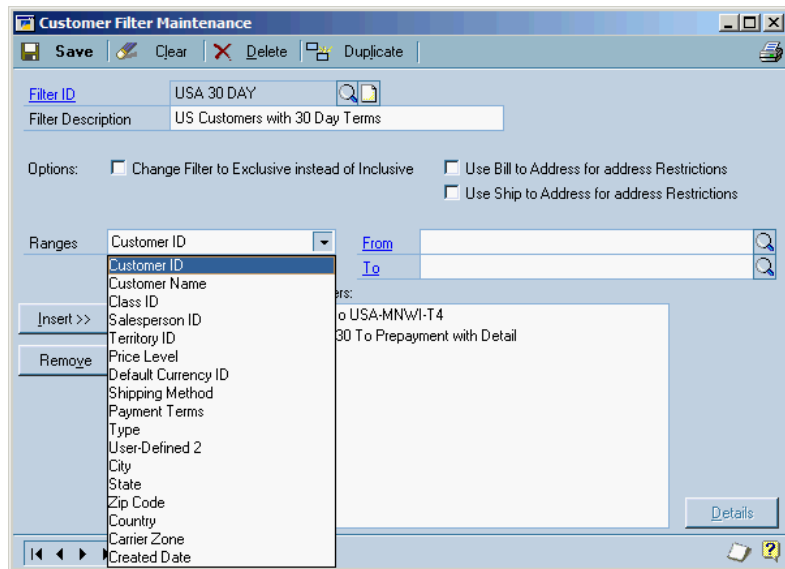 Customer Filter Maintenance
Save Clear Delete Duplicate
Filter ID USA 30 DAY
Filter Description US Customers with 30 Day Terms
Options: Change Filter to Exclusive instead of Inclusive Use Bill to Address for address Restrictions
Use Ship to Address for address Restrictions
Ranges Customer ID From
To
Customer ID
Customer Name
Class ID
Salesperson ID
Territory ID
Price Level
Default Currency ID
Shipping Method
Payment Terms
Type
User-Defined 2
City
State
Zip Code
Country
Carrier Zone
Created Date
ers:
Insert >> o USA-MNWI-T4
30 To Prepayment with Detail
Remove
Details